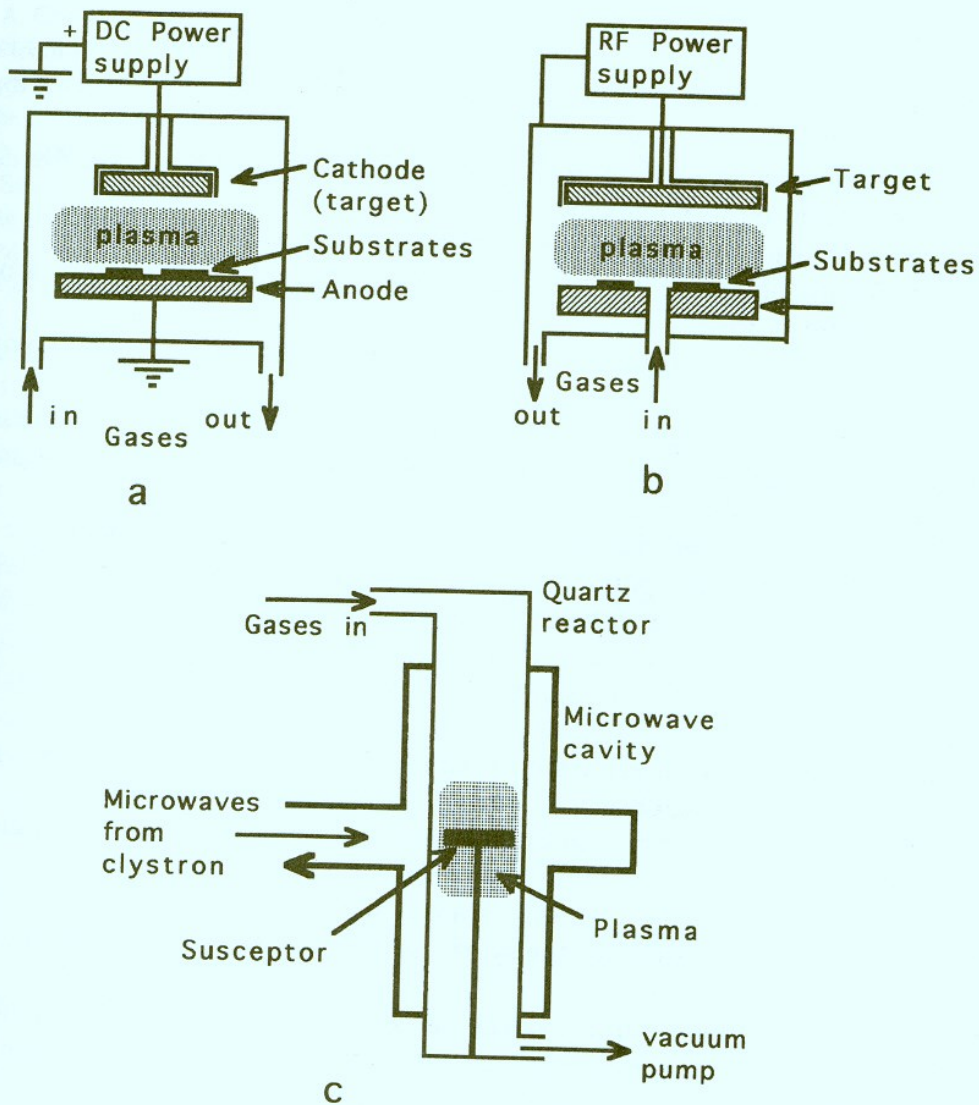 + DC Power
supply
Cathode
(target)
plasma
Substrates
Anode
in
out
Gases
a
RF Power
supply
Target
plasma
Substrates
Gases
out
in
b
Quartz
reactor
Gases in
Microwave
cavity
Microwaves
from
clystron
Plasma
Susceptor
vacuum
pump
c